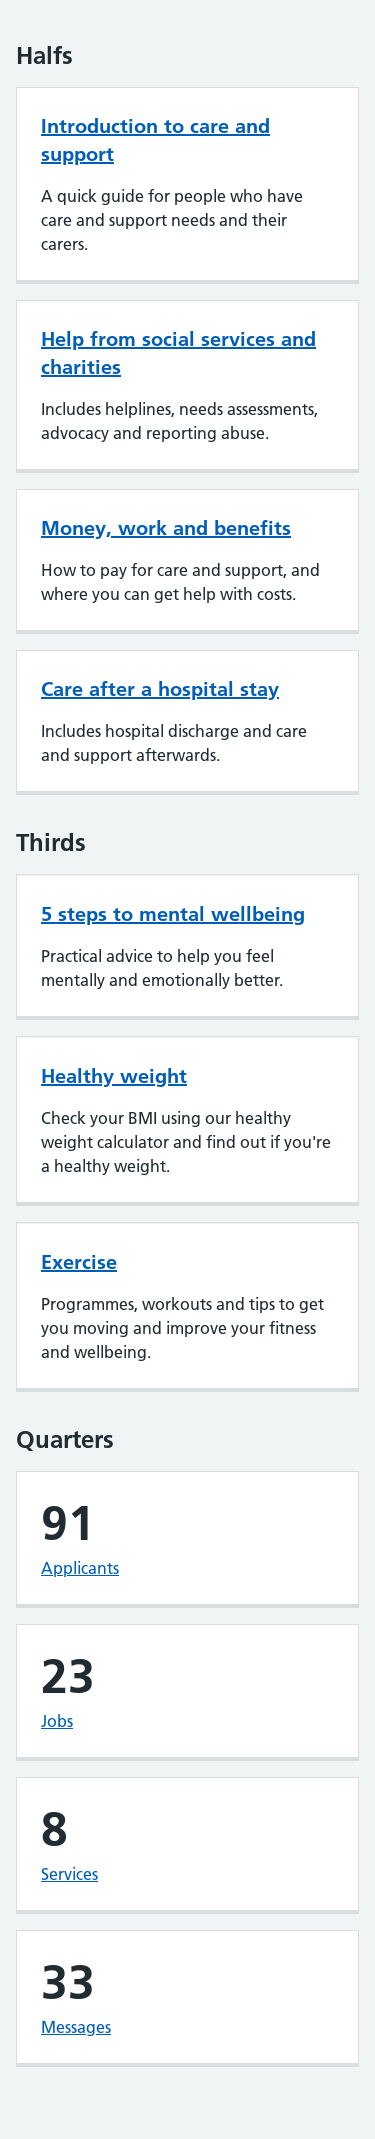 Halfs
Introduction to care and
support
A quick guide for people who have
care and support needs and their
carers.
Help from social services and
charities
Includes helplines, needs assessments,
advocacy and reporting abuse.
Money, work and benefits
How to pay for care and support, and
where you can get help with costs.
Care after a hospital stay
Includes hospital discharge and care
and support afterwards.
Thirds
5 steps to mental wellbeing
Practical advice to help you feel
mentally and emotionally better.
Healthy weight
Check your BMI using our healthy
weight calculator and find out if you're
a healthy weight.
Exercise
Programmes, workouts and tips to get
you moving and improve your fitness
and wellbeing.
Quarters
91
Applicants
23
Jobs
8
Services
33
Messages